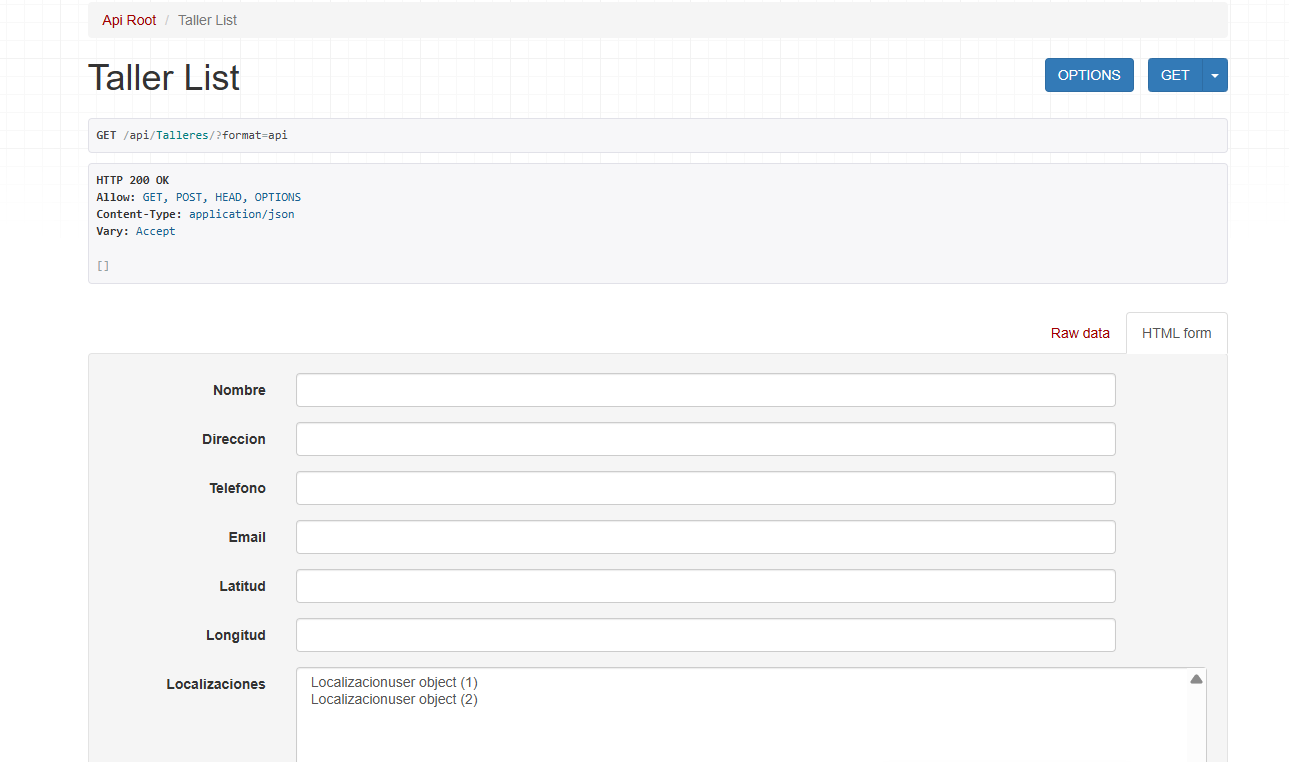 Api Root / Taller List
Taller List
OPTIONS
GET
GET /api/Talleres/?format=api
HTTP 200 OK
Allow: GET, POST, HEAD, OPTIONS
Content-Type: application/json
Vary: Accept
[]
Raw data
HTML form
Nombre
Direccion
Telefono
Email
Latitud
Longitud
Localizaciones
Localizacionuser object (1)
Localizacionuser object (2)